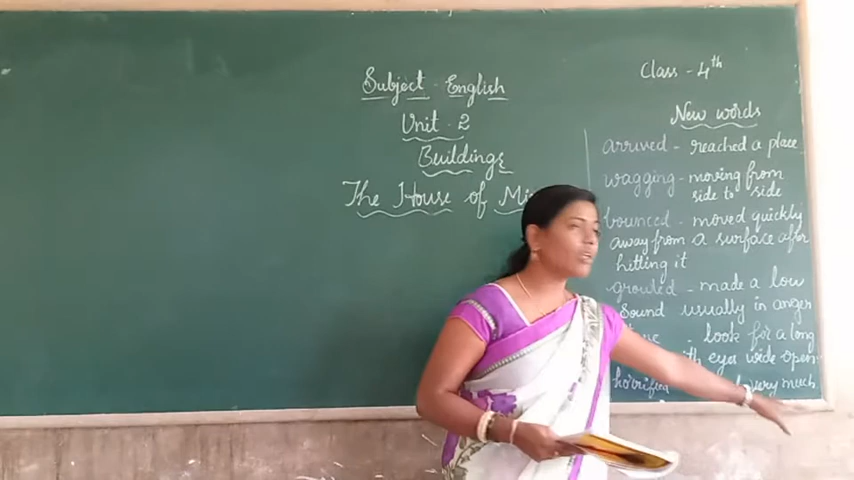 Subject - English
Unit - 2
Buildings
The House of
Class - 4th
New words
arrived - reached a place
wagging - moving from
side to side
bounced - moved quickly
away from a surface after
hitting it
growled - made a low
sound usually in anger
look for a long
eyes wide open
horrified very much